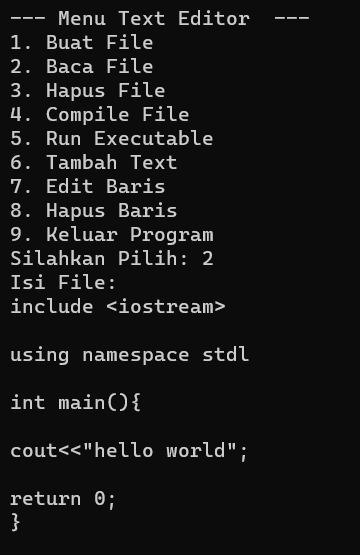 --- Menu Text Editor  ---
1. Buat File
2. Baca File
3. Hapus File
4. Compile File
5. Run Executable
6. Tambah Text
7. Edit Baris
8. Hapus Baris
9. Keluar Program
Silahkan Pilih: 2
Isi File:
include <iostream>
using namespace stdl
int main(){
cout<<"hello world";
return 0;
}